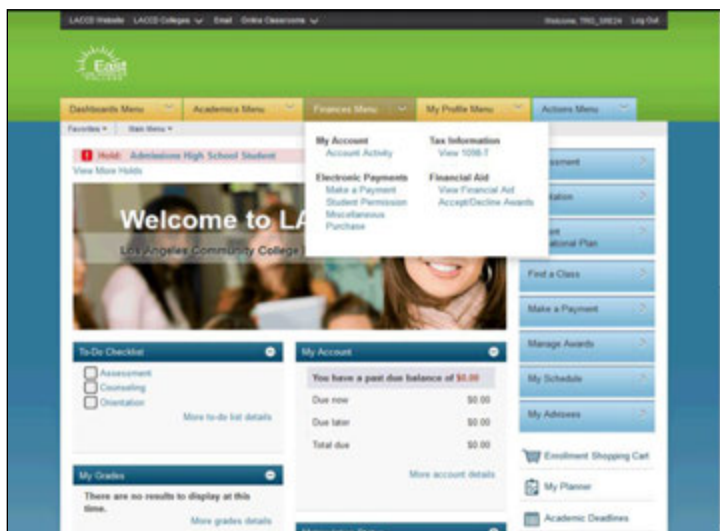 LACCD Website LACCD Colleges Email Online Classrooms Welcome, Log Out
East
COLLEGE
Dashboards Menu Academics Menu Finances Menu My Profile Menu Actions Menu
Favorites Main Menu
My Account
Account Activity
Electronic Payments
Make a Payment
Student Permission
Miscellaneous
Purchase
Tax Information
View 1098-T
Financial Aid
View Financial Aid
Accept/Decline Awards
Hold: Admissions High School Student
View More Holds
Welcome to LA
Los Angeles Community College
To-Do Checklist
Assessment
Counseling
Orientation
More to-do list details
My Grades
There are no results to display at this
time.
More grades details
My Account
You have a past due balance of $0.00
Due now $0.00
Due later $0.00
Total due $0.00
More account details
Find a Class
Make a Payment
Manage Awards
My Schedule
My Advisees
Enrollment Shopping Cart
My Planner
Academic Deadlines